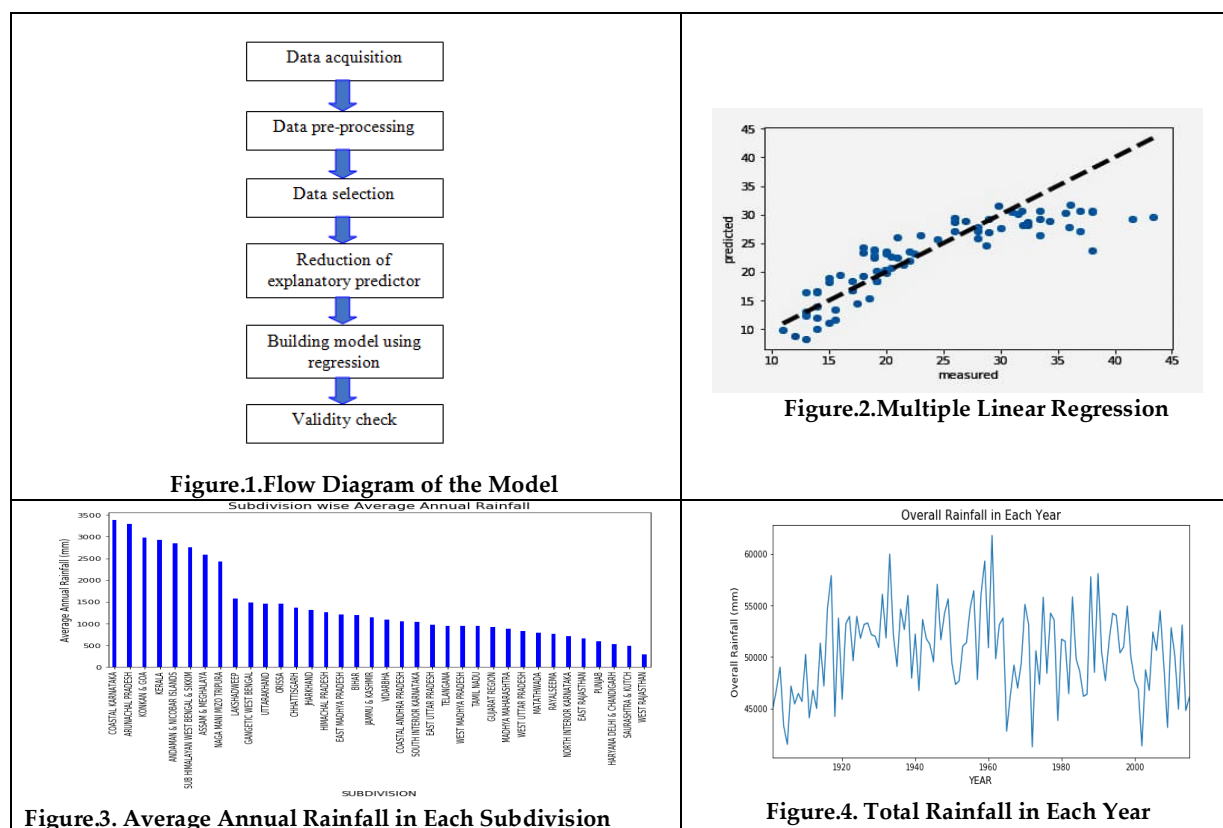 Data acquisition
Data pre-processing
Data selection
Reduction of
explanatory predictor
Building model using
regression
Validity check
Figure.1.Flow Diagram of the Model
45
40
35
30
25
20
15
10
predicted
10 15 20 25 30 35 40 45
measured
Figure.2.Multiple Linear Regression
Subdivision wise Average Annual Rainfall
3500
3000
2500
2000
1500
1000
500
0
Average Annual Rainfall (mm)
COASTAL KARNATAKA
ARUNACHAL PRADESH
KONKAN & GOA
KERALA
ANDAMAN & NICOBAR ISLANDS
SUB HIMALAYAN WEST BENGAL & SIKKIM
ASSAM & MEGHALAYA
NAGA MANI MIZO TRIPURA
LAKSHADWEEP
GANGETIC WEST BENGAL
UTTARAKHAND
ORISSA
CHHATTISGARH
JHARKHAND
HIMACHAL PRADESH
EAST MADHYA PRADESH
BIHAR
JAMMU & KASHMIR
VIDARBHA
COASTAL ANDHRA PRADESH
SOUTH INTERIOR KARNATAKA
EAST UTTAR PRADESH
TELANGANA
WEST MADHYA PRADESH
TAMIL NADU
GUJARAT REGION
MADHYA MAHARASHTRA
WEST UTTAR PRADESH
MATATHWADA
RAYALSEEMA
NORTH INTERIOR KARNATAKA
EAST RAJASTHAN
PUNJAB
HARYANA DELHI & CHANDIGARH
SAURASHTRA & KUTCH
WEST RAJASTHAN
SUBDIVISION
Figure.3. Average Annual Rainfall in Each Subdivision
Overall Rainfall in Each Year
60000
55000
50000
45000
Overall Rainfall (mm)
1920 1940 1960 1980 2000
YEAR
Figure.4. Total Rainfall in Each Year